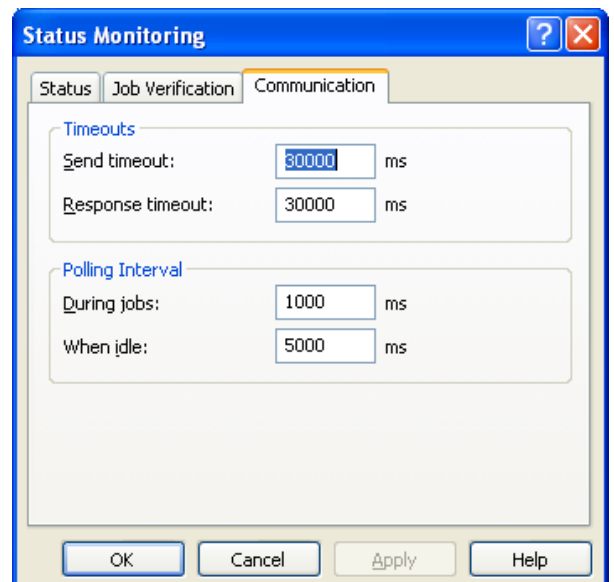 Status Monitoring
Status Job Verification Communication
Timeouts
Send timeout: 30000 ms
Response timeout: 30000 ms
Polling Interval
During jobs: 1000 ms
When idle: 5000 ms
OK Cancel Apply Help